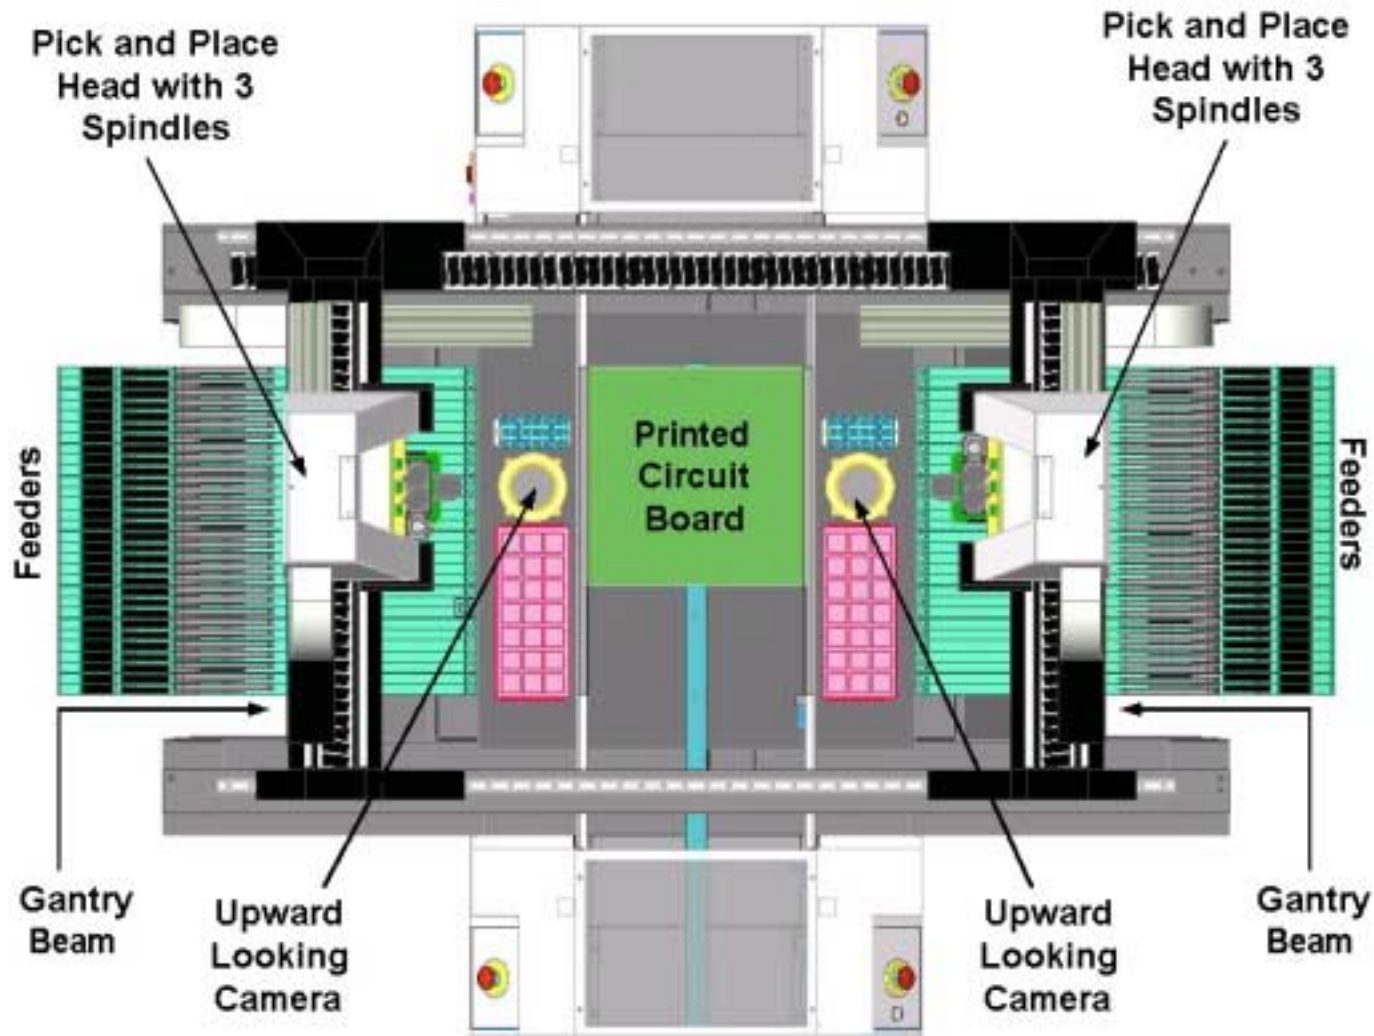 Pick and Place
Head with 3
Spindles
Pick and Place
Head with 3
Spindles
Printed
Circuit
Board
Feeders
Feeders
Gantry
Beam
Upward
Looking
Camera
Upward
Looking
Camera
Gantry
Beam